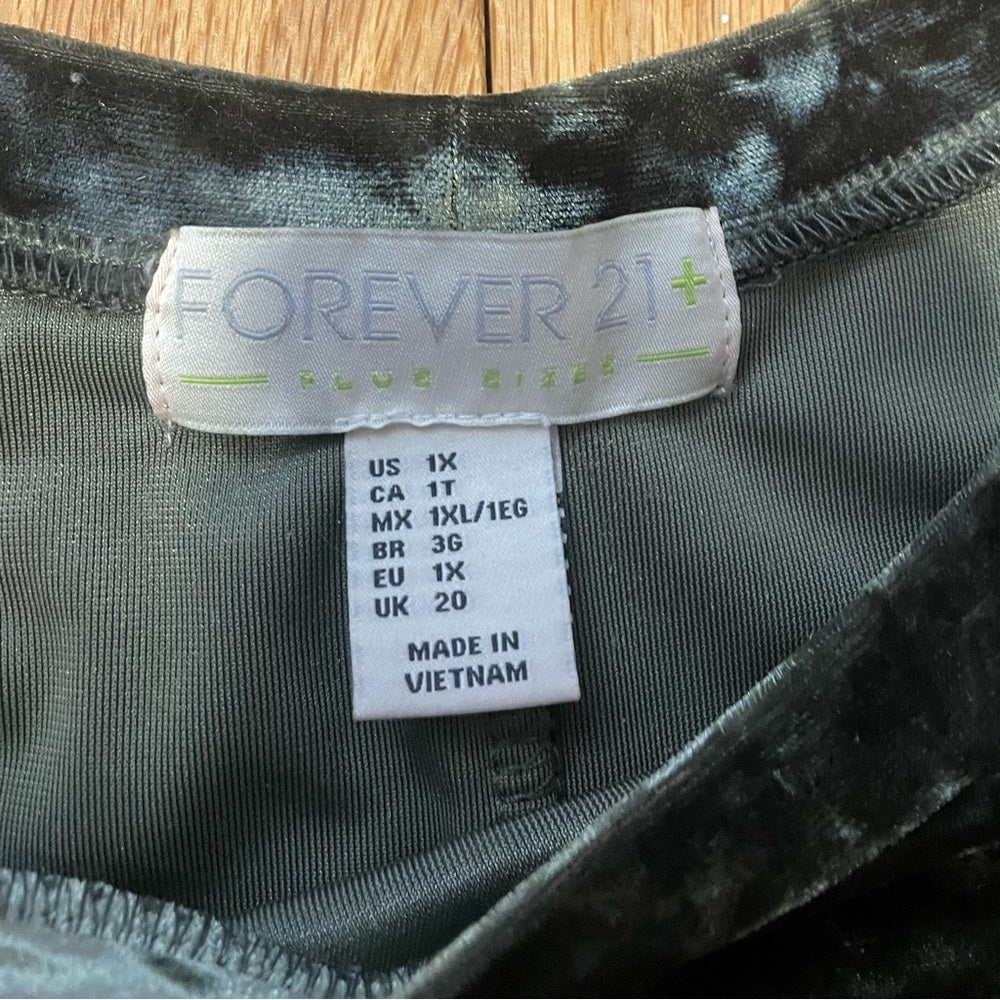 FOREVER 21+
PLUS SIZES
US 1X
CA 1T
MX 1XL/1EG
BR 3G
EU 1X
UK 20
MADE IN
VIETNAM